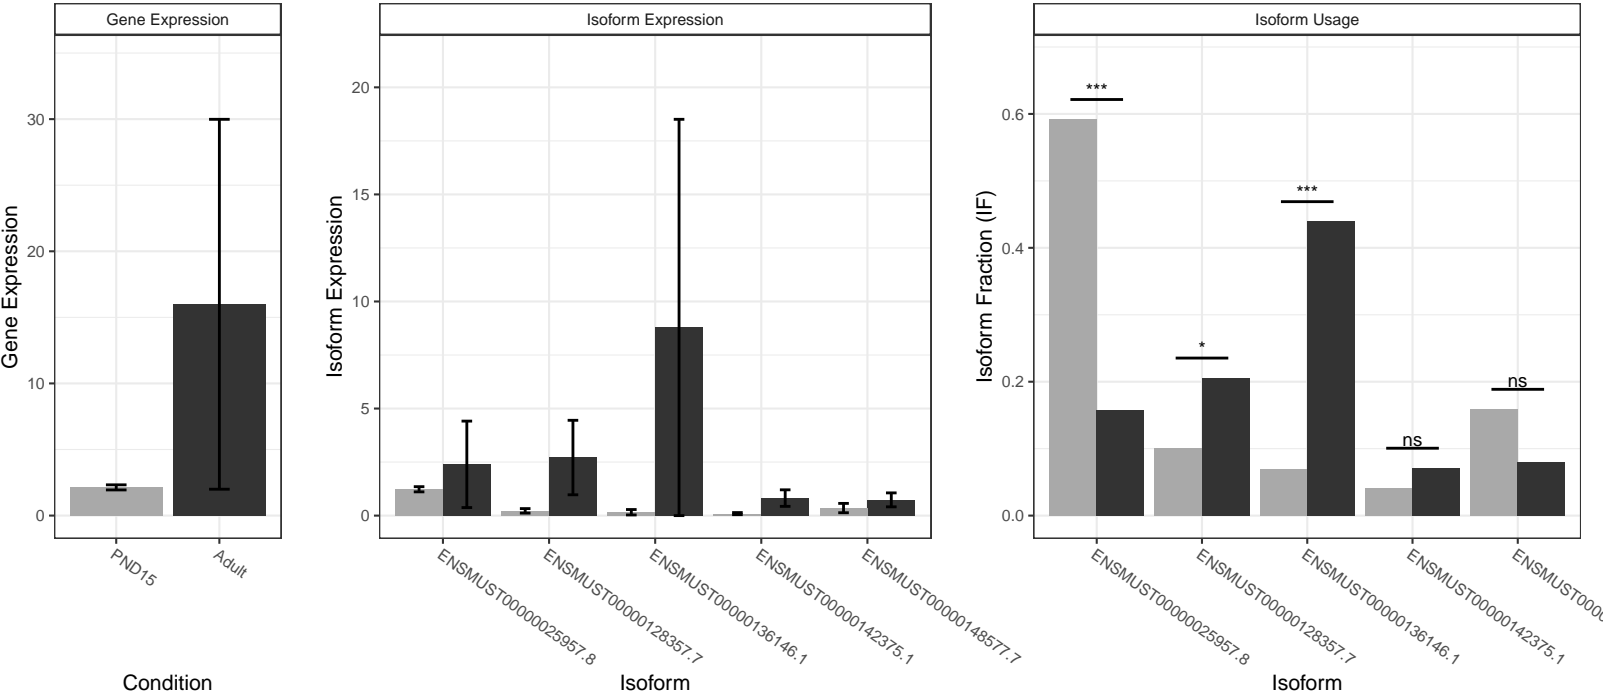 Gene Expression
Isoform Expression
Isoform Usage
Gene Expression
30
20
10
0
PND15
Adult
Condition
Isoform Expression
20
15
10
5
0
ENSMUST00000025957.8
ENSMUST00000128357.7
ENSMUST00000136146.1
ENSMUST00000142375.1
ENSMUST00000148577.7
Isoform
Isoform Fraction (IF)
0.6
0.4
0.2
0.0
***
*
***
ns
ns
ENSMUST00000025957.8
ENSMUST00000128357.7
ENSMUST00000136146.1
ENSMUST00000142375.1
Isoform